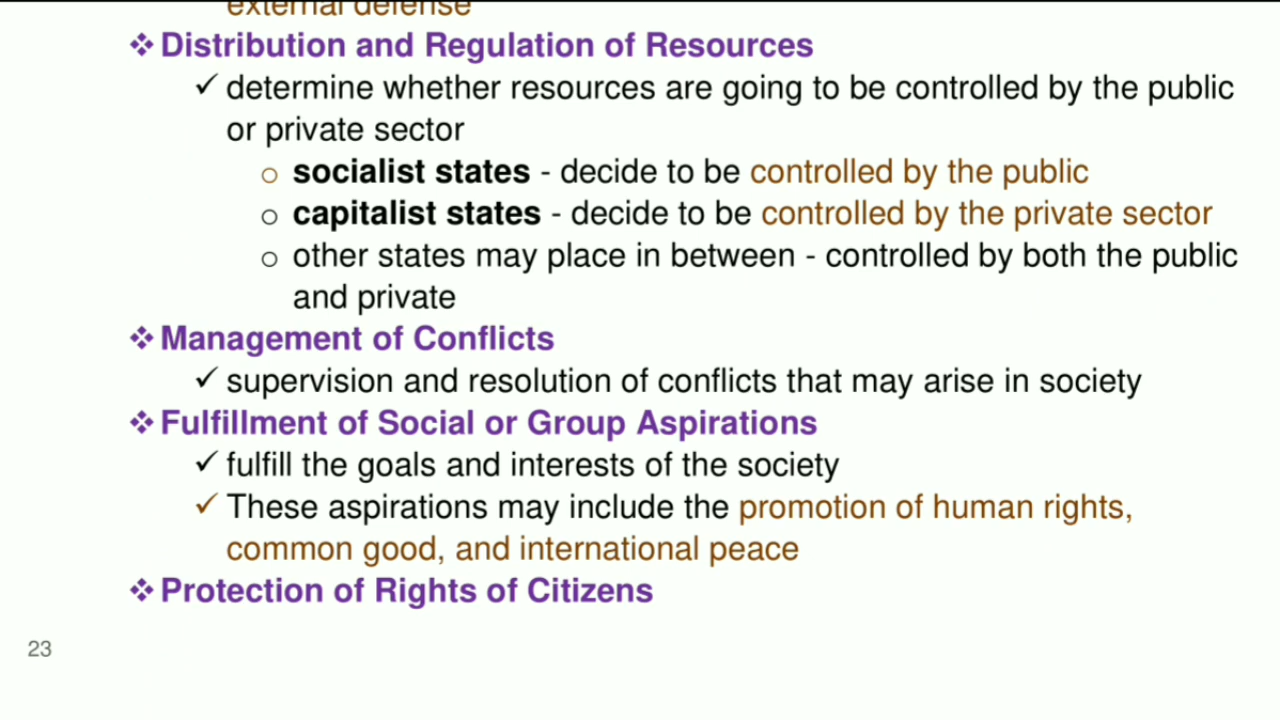 external defense
❖Distribution and Regulation of Resources
✓ determine whether resources are going to be controlled by the public
or private sector
o socialist states - decide to be controlled by the public
o capitalist states - decide to be controlled by the private sector
o other states may place in between - controlled by both the public
and private
❖Management of Conflicts
✓ supervision and resolution of conflicts that may arise in society
❖Fulfillment of Social or Group Aspirations
✓ fulfill the goals and interests of the society
✓ These aspirations may include the promotion of human rights,
common good, and international peace
❖Protection of Rights of Citizens
23